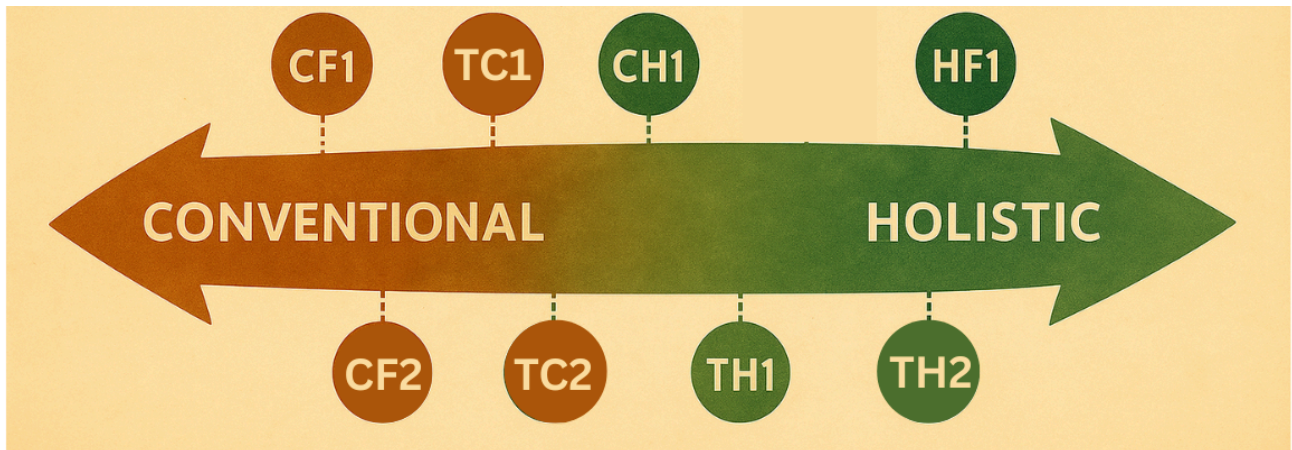 CF1 TC1 CH1 HF1
CONVENTIONAL HOLISTIC
CF2 TC2 TH1 TH2